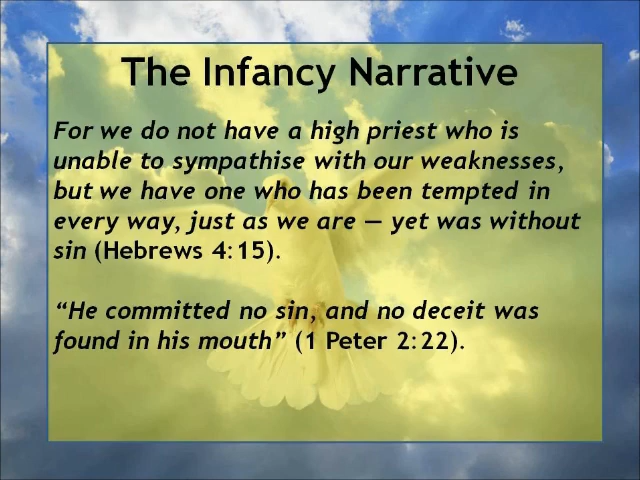 The Infancy Narrative
For we do not have a high priest who is
unable to sympathise with our weaknesses,
but we have one who has been tempted in
every way, just as we are — yet was without
sin (Hebrews 4:15).
“He committed no sin, and no deceit was
found in his mouth” (1 Peter 2:22).